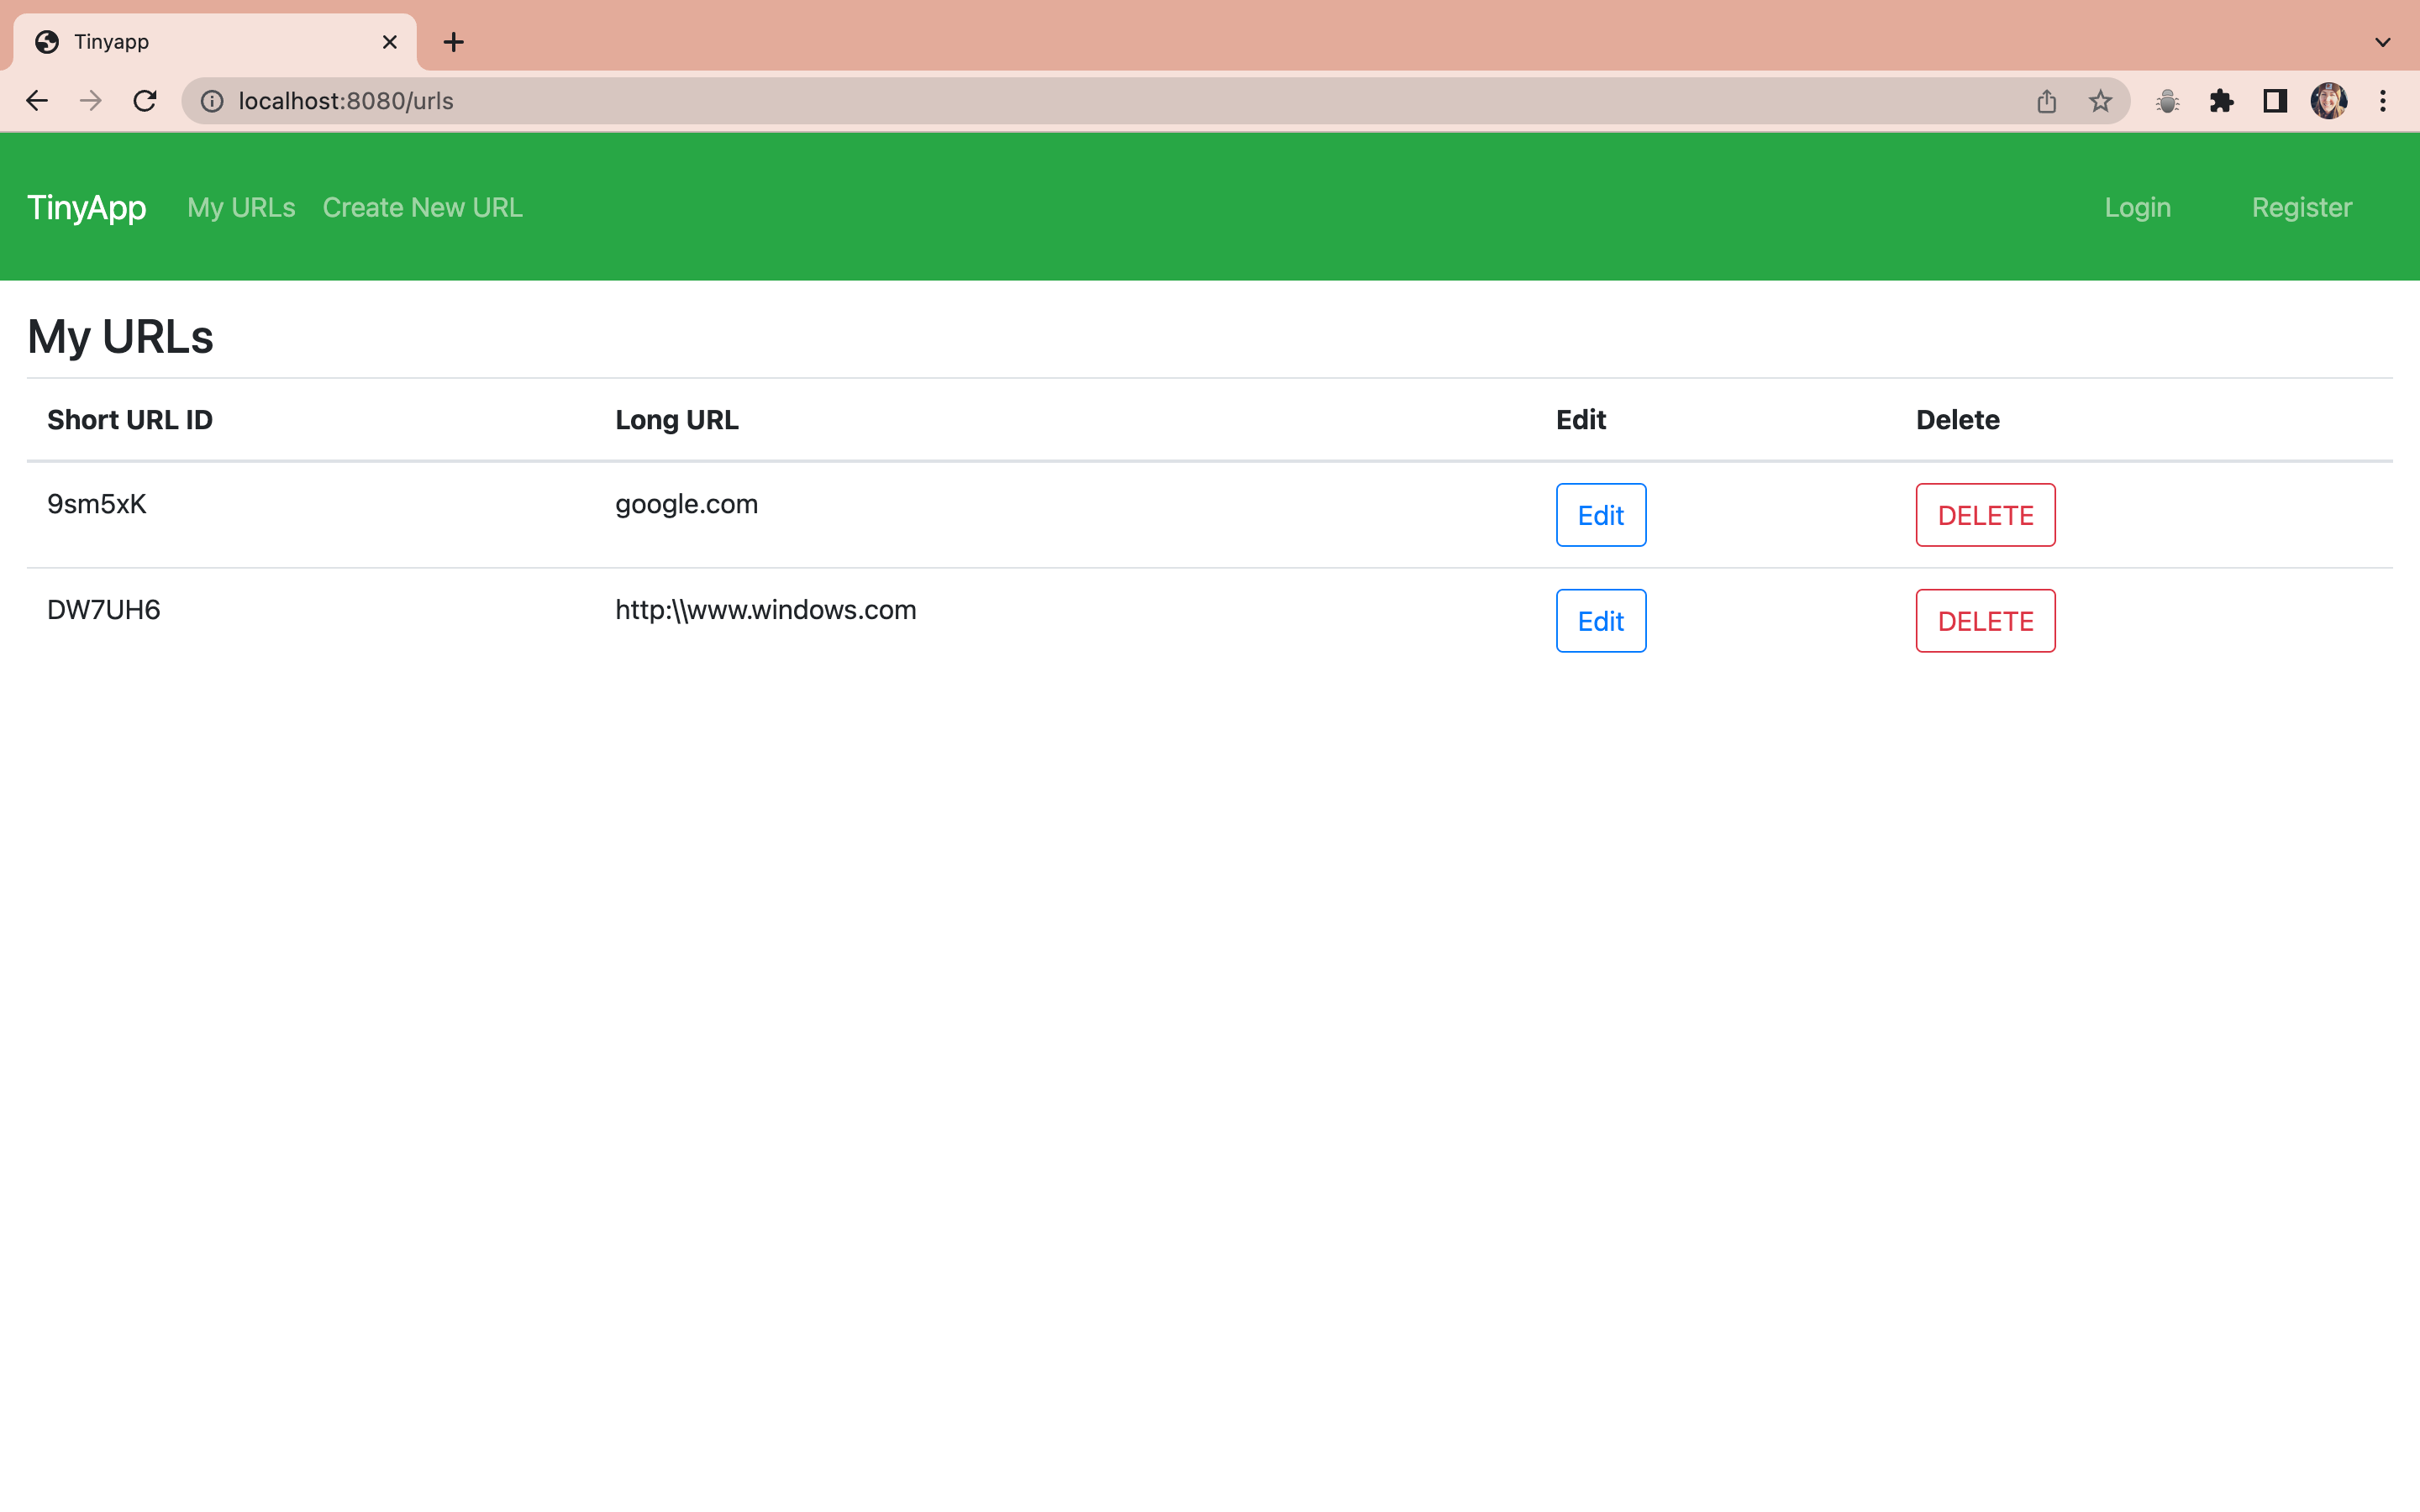 Tinyapp
localhost:8080/urls
TinyApp My URLs Create New URL Login Register
My URLs
Short URL ID Long URL Edit Delete
9sm5xK google.com Edit DELETE
DW7UH6 http:\\www.windows.com Edit DELETE